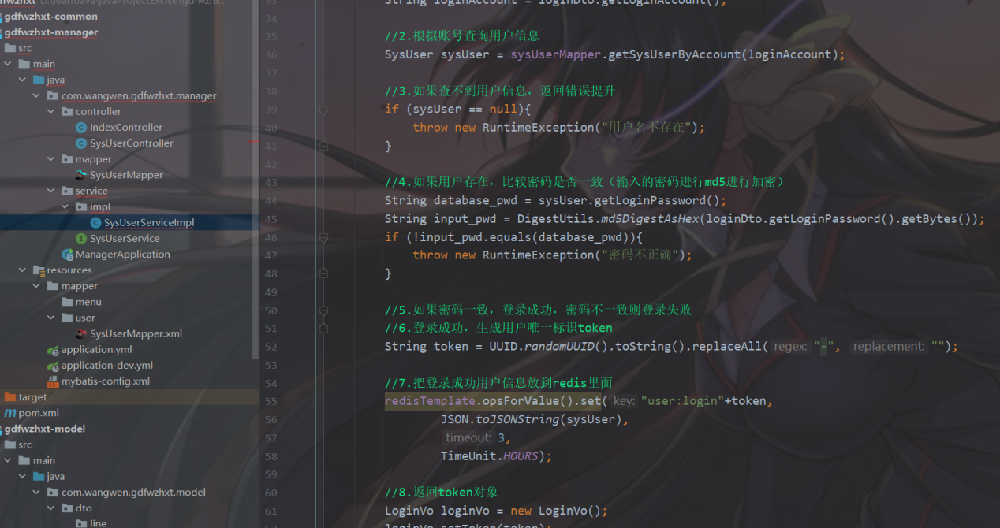 gdfwzhxt D:\learnJava\javaProjectExcise\gdfwzhxt
gdfwzhxt-common
gdfwzhxt-manager
src
main
java
com.wangwen.gdfwzhxt.manager
controller
IndexController
SysUserController
mapper
SysUserMapper
service
impl
SysUserServiceImpl
SysUserService
ManagerApplication
resources
mapper
menu
user
SysUserMapper.xml
application.yml
application-dev.yml
mybatis-config.xml
target
pom.xml
gdfwzhxt-model
src
main
java
com.wangwen.gdfwzhxt.model
dto
line
33 String loginAccount = loginDto.getLoginAccount();
34
35 //2.根据账号查询用户信息
36 SysUser sysUser = sysUserMapper.getSysUserByAccount(loginAccount);
37
38 //3.如果查不到用户信息，返回错误提升
39 if (sysUser == null){
40 throw new RuntimeException("用户名不存在");
41 }
42
43 //4.如果用户存在，比较密码是否一致（输入的密码进行md5进行加密）
44 String database_pwd = sysUser.getLoginPassword();
45 String input_pwd = DigestUtils.md5DigestAsHex(loginDto.getLoginPassword().getBytes());
46 if (!input_pwd.equals(database_pwd)){
47 throw new RuntimeException("密码不正确");
48 }
49
50 //5.如果密码一致，登录成功，密码不一致则登录失败
51 //6.登录成功，生成用户唯一标识token
52 String token = UUID.randomUUID().toString().replaceAll( regex: "-", replacement: "");
53
54 //7.把登录成功用户信息放到redis里面
55 redisTemplate.opsForValue().set( key: "user:login"+token,
56 JSON.toJSONString(sysUser),
57 timeout: 3,
58 TimeUnit.HOURS);
59
60 //8.返回token对象
61 LoginVo loginVo = new LoginVo();
loginVo.setToken(token);